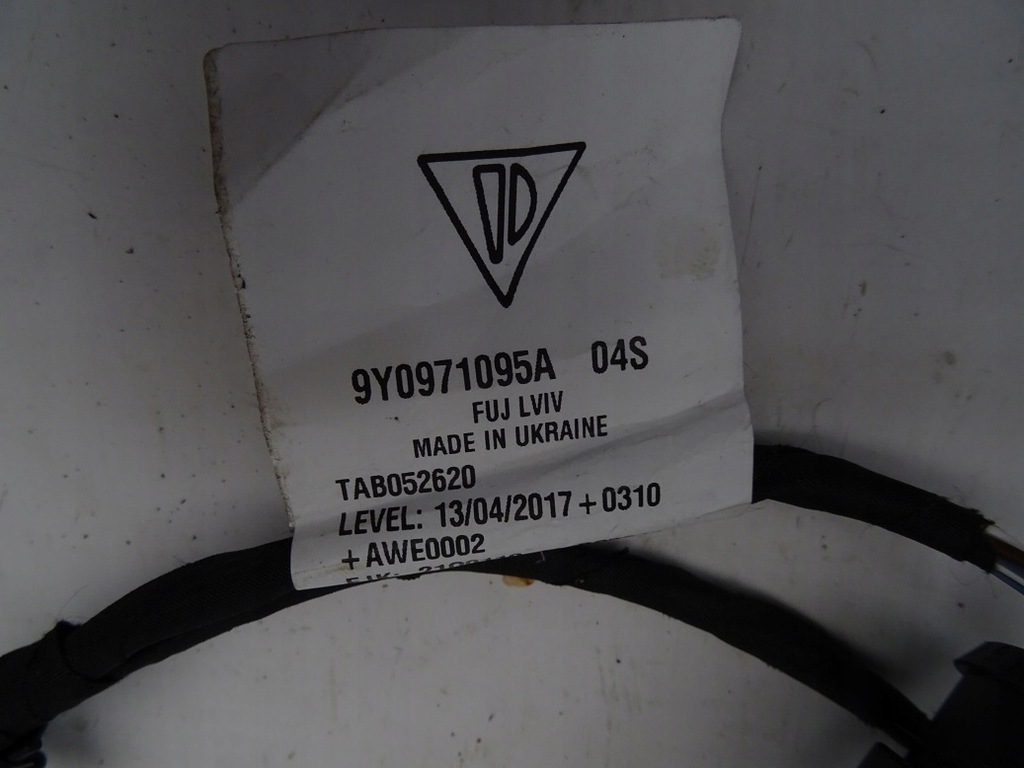 9Y0971095A 04S
FUJ LVIV
MADE IN UKRAINE
TAB052620
LEVEL: 13/04/2017 + 0310
+ AWE0002